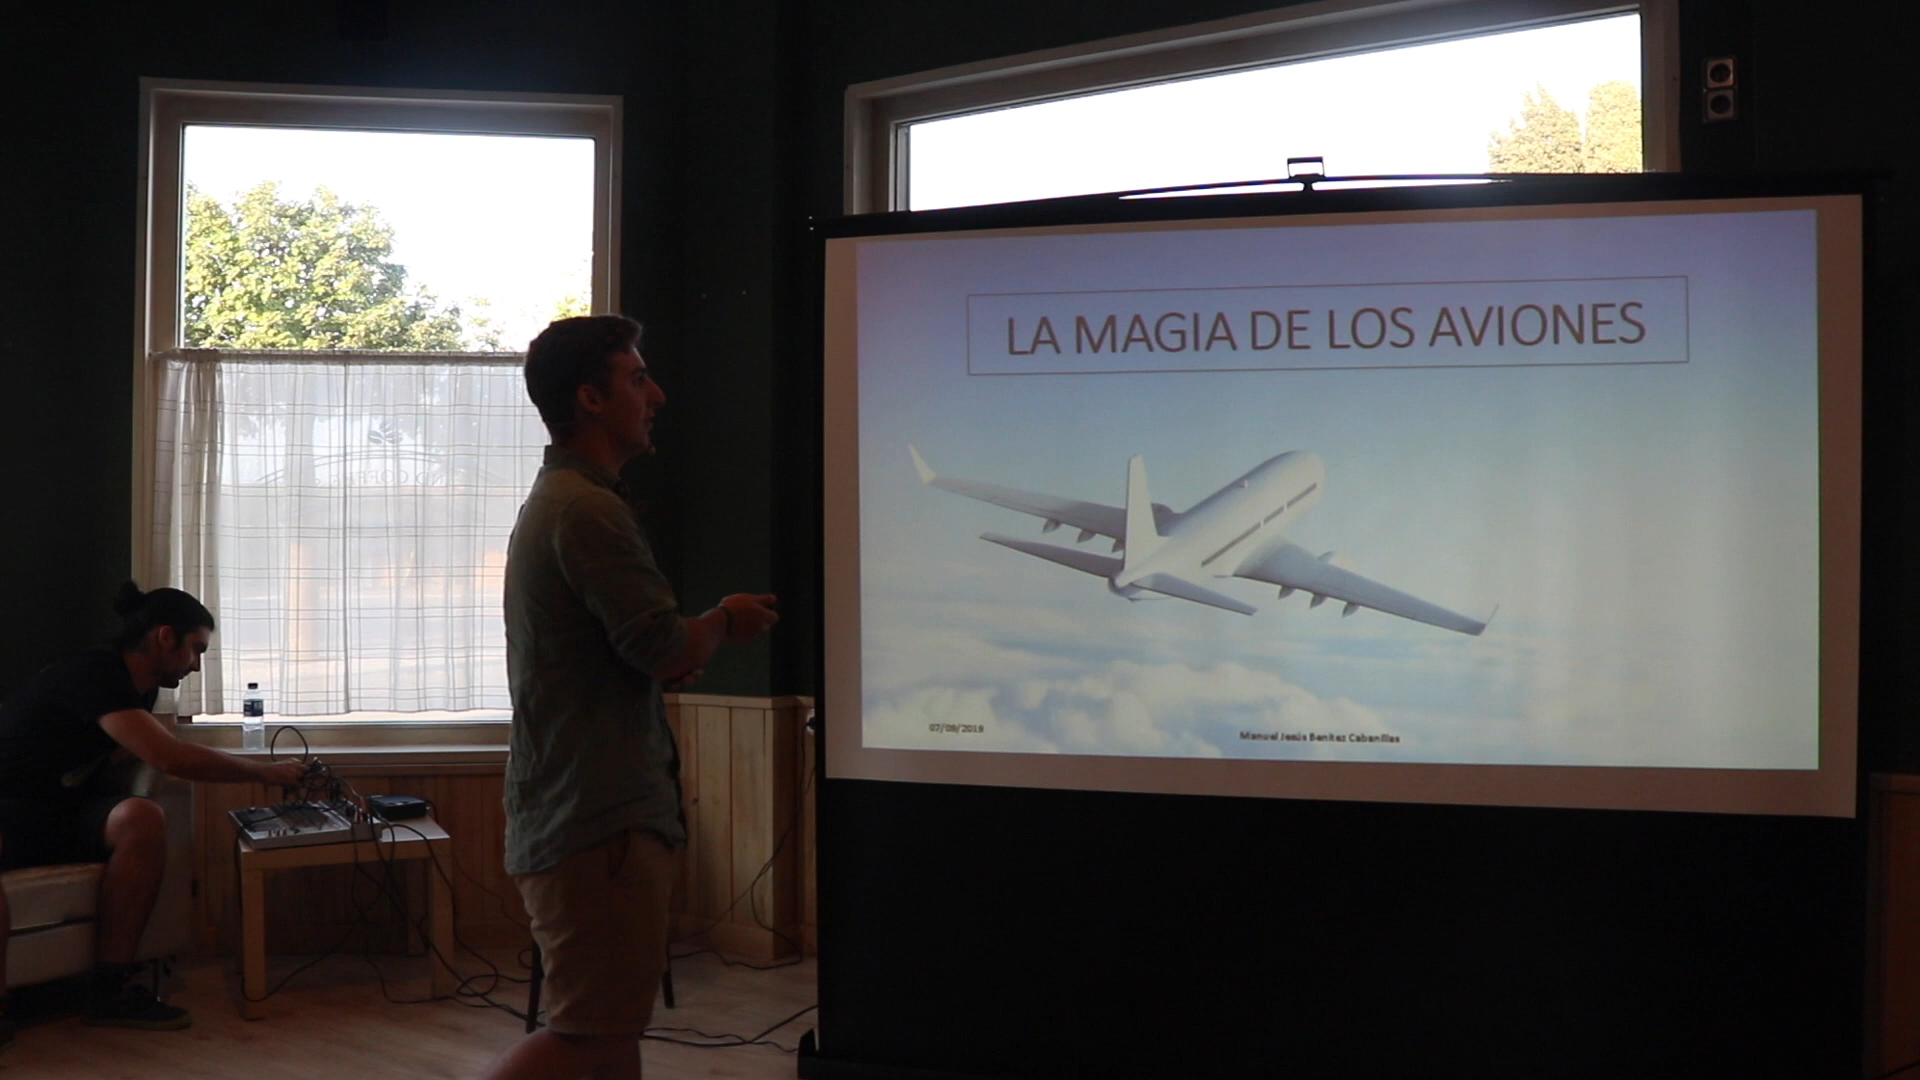 LA MAGIA DE LOS AVIONES
07/08/2019
Manuel Jesús Benítez Cabanillas